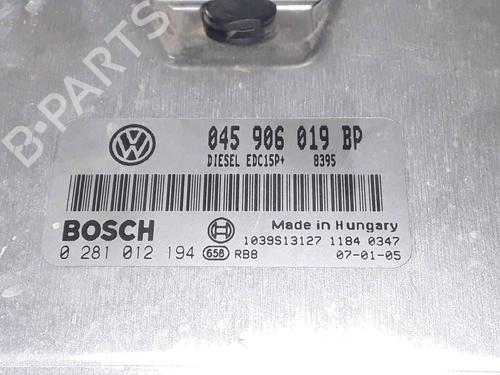 B-PARTS
045 906 019 BP
DIESEL EDC15P+ 8395
BOSCH
Made in Hungary
1039S13127 1184 0347
0 281 012 194 658 RB8 07-01-05